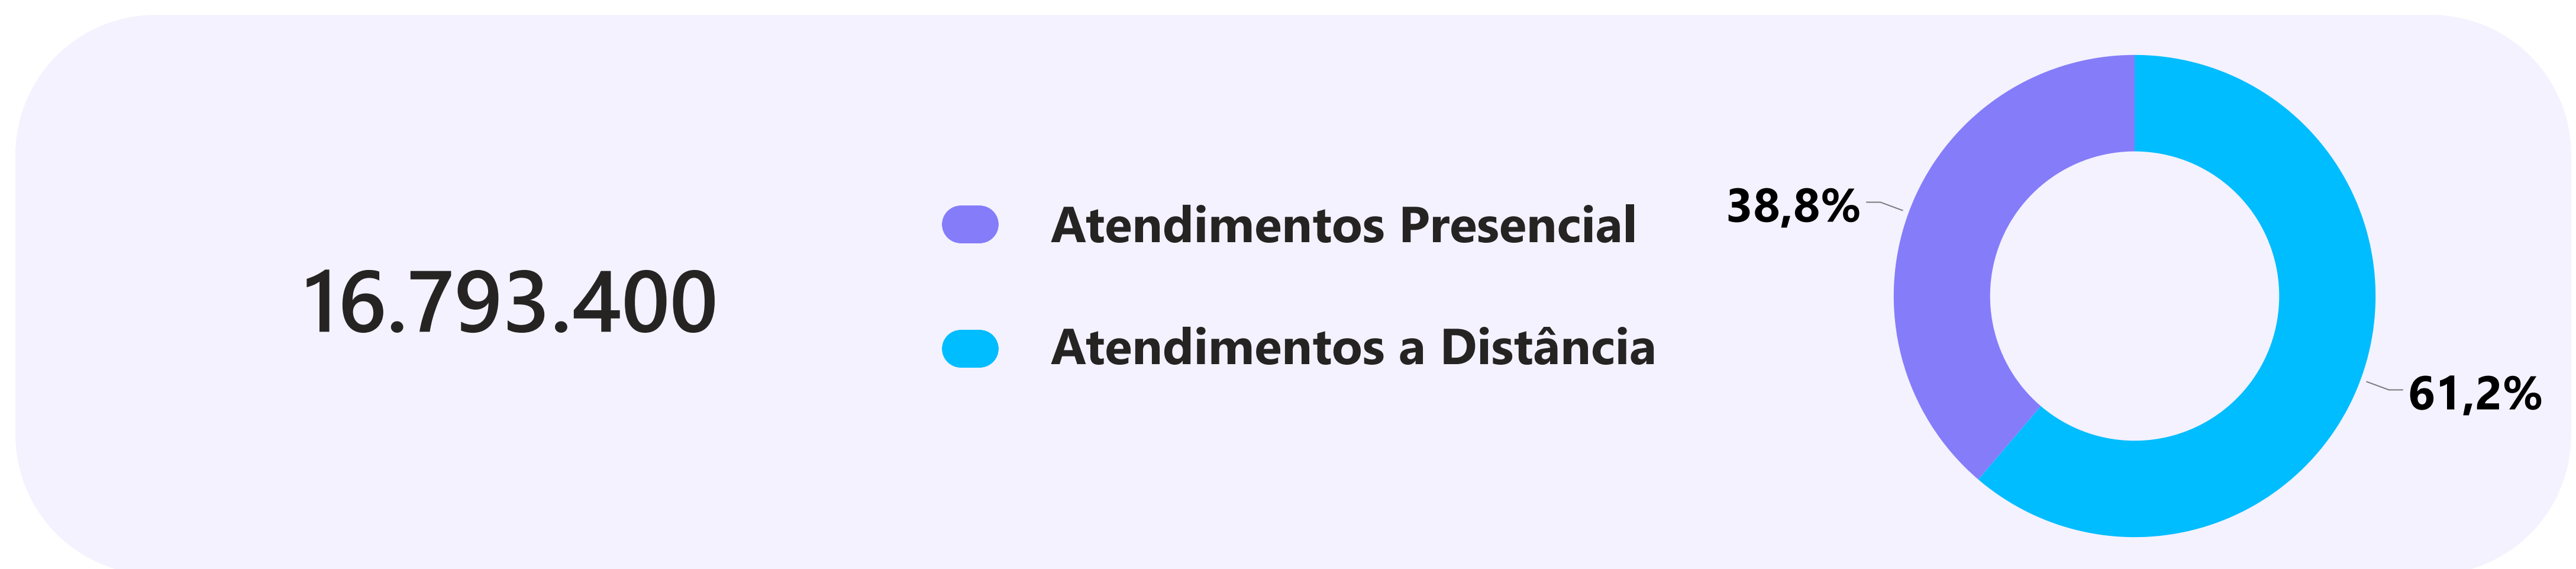 16.793.400
Atendimentos Presencial
Atendimentos a Distância
38,8%
61,2%